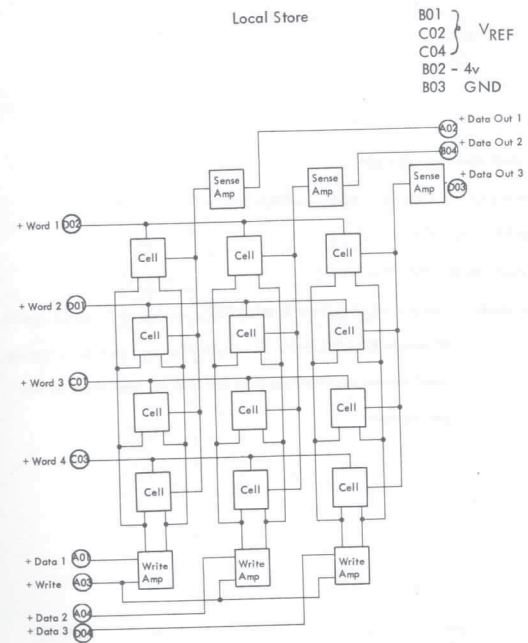 Local Store
B01
C02
C04
VREF
B02 - 4v
B03 GND
A02 + Data Out 1
B04 + Data Out 2
Sense Amp
Sense Amp
Sense Amp
D03 + Data Out 3
+ Word 1 D02
Cell
Cell
Cell
+ Word 2 D01
Cell
Cell
Cell
+ Word 3 C01
Cell
Cell
Cell
+ Word 4 C03
Cell
Cell
Cell
+ Data 1 A01
Write Amp
Write Amp
Write Amp
+ Write A03
+ Data 2 A04
+ Data 3 D04